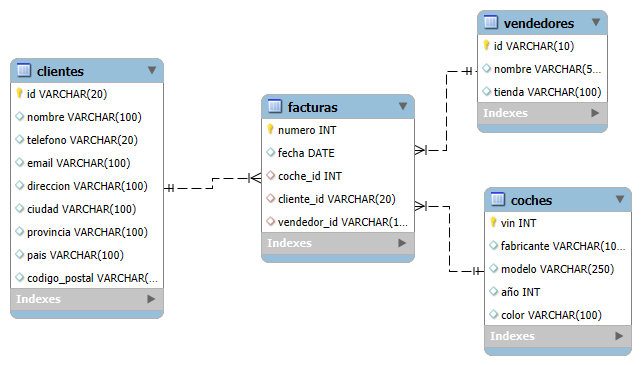 clientes
id VARCHAR(20)
nombre VARCHAR(100)
telefono VARCHAR(20)
email VARCHAR(100)
direccion VARCHAR(100)
ciudad VARCHAR(100)
provincia VARCHAR(100)
pais VARCHAR(100)
codigo_postal VARCHAR(...
Indexes
facturas
numero INT
fecha DATE
coche_id INT
cliente_id VARCHAR(20)
vendedor_id VARCHAR(1...
Indexes
vendedores
id VARCHAR(10)
nombre VARCHAR(5...
tienda VARCHAR(100)
Indexes
coches
vin INT
fabricante VARCHAR(10...
modelo VARCHAR(250)
año INT
color VARCHAR(100)
Indexes